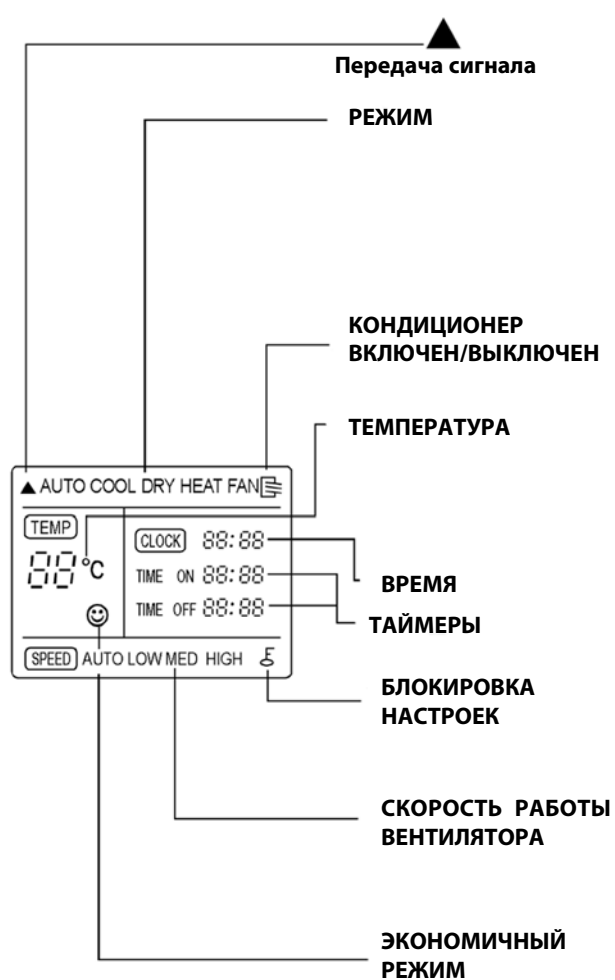 Передача сигнала
РЕЖИМ
КОНДИЦИОНЕР
ВКЛЮЧЕН/ВЫКЛЮЧЕН
ТЕМПЕРАТУРА
▲ AUTO COOL DRY HEAT FAN
TEMP
88°C
CLOCK 88:88
TIME ON 88:88
TIME OFF 88:88
SPEED AUTO LOW MED HIGH
ВРЕМЯ
ТАЙМЕРЫ
БЛОКИРОВКА
НАСТРОЕК
СКОРОСТЬ РАБОТЫ
ВЕНТИЛЯТОРА
ЭКОНОМИЧНЫЙ
РЕЖИМ